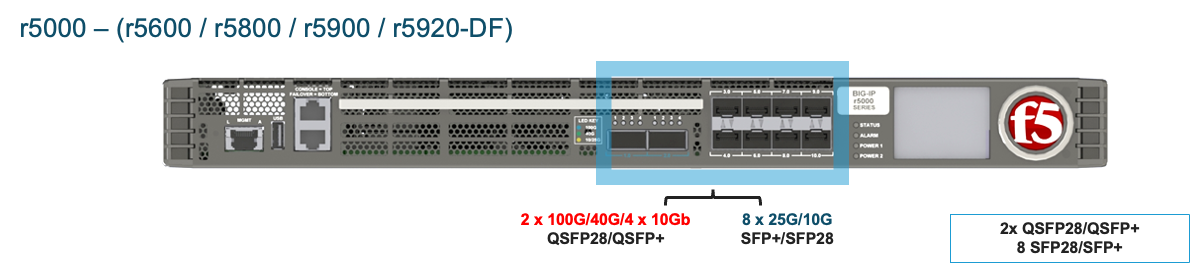 r5000 – (r5600 / r5800 / r5900 / r5920-DF)
CONSOLE = TOP
FAILOVER = BOTTOM
MGMT
USB
LED KEY
100G
40G
3.0 5.0 7.0 9.0
4.0 6.0 8.0 10.0
BIG-IP
r5000
SERIES
STATUS
ALARM
POWER 1
POWER 2
f5
2 x 100G/40G/4 x 10Gb
QSFP28/QSFP+
8 x 25G/10G
SFP+/SFP28
2x QSFP28/QSFP+
8 SFP28/SFP+